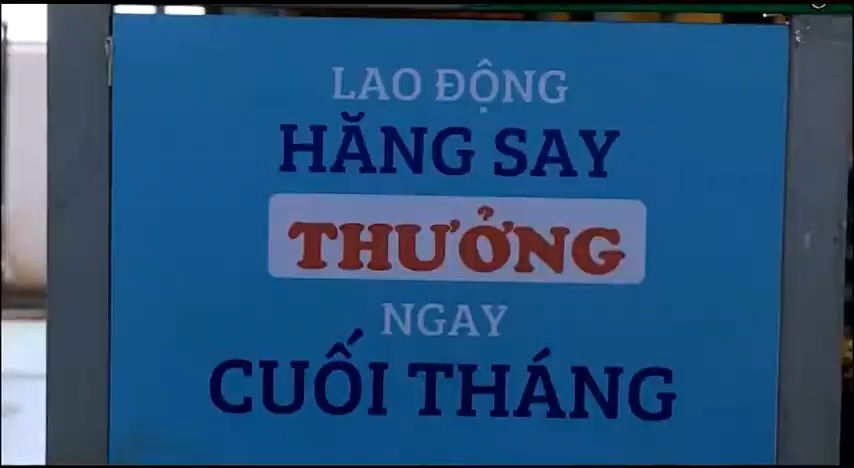 LAO ĐỘNG
HĂNG SAY
THƯỞNG
NGAY
CUỐI THÁNG